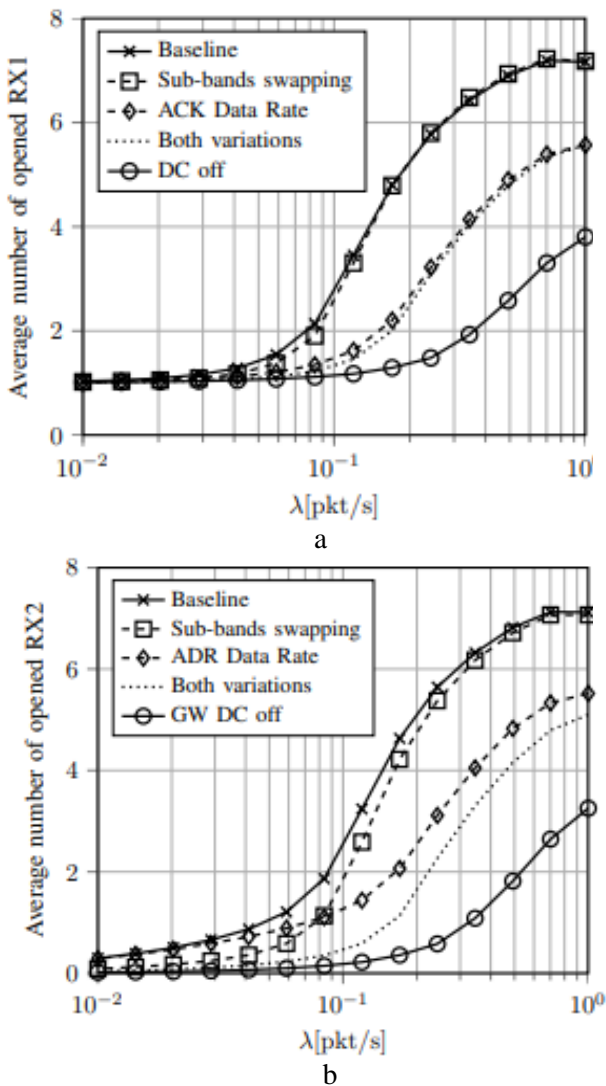 8
6
4
2
0
Average number of opened RX1
Baseline
Sub-bands swapping
ACK Data Rate
Both variations
DC off
10⁻² 10⁻¹ 10
λ[pkt/s]
a
8
6
4
2
0
Average number of opened RX2
Baseline
Sub-bands swapping
ADR Data Rate
Both variations
GW DC off
10⁻² 10⁻¹ 10⁰
λ[pkt/s]
b